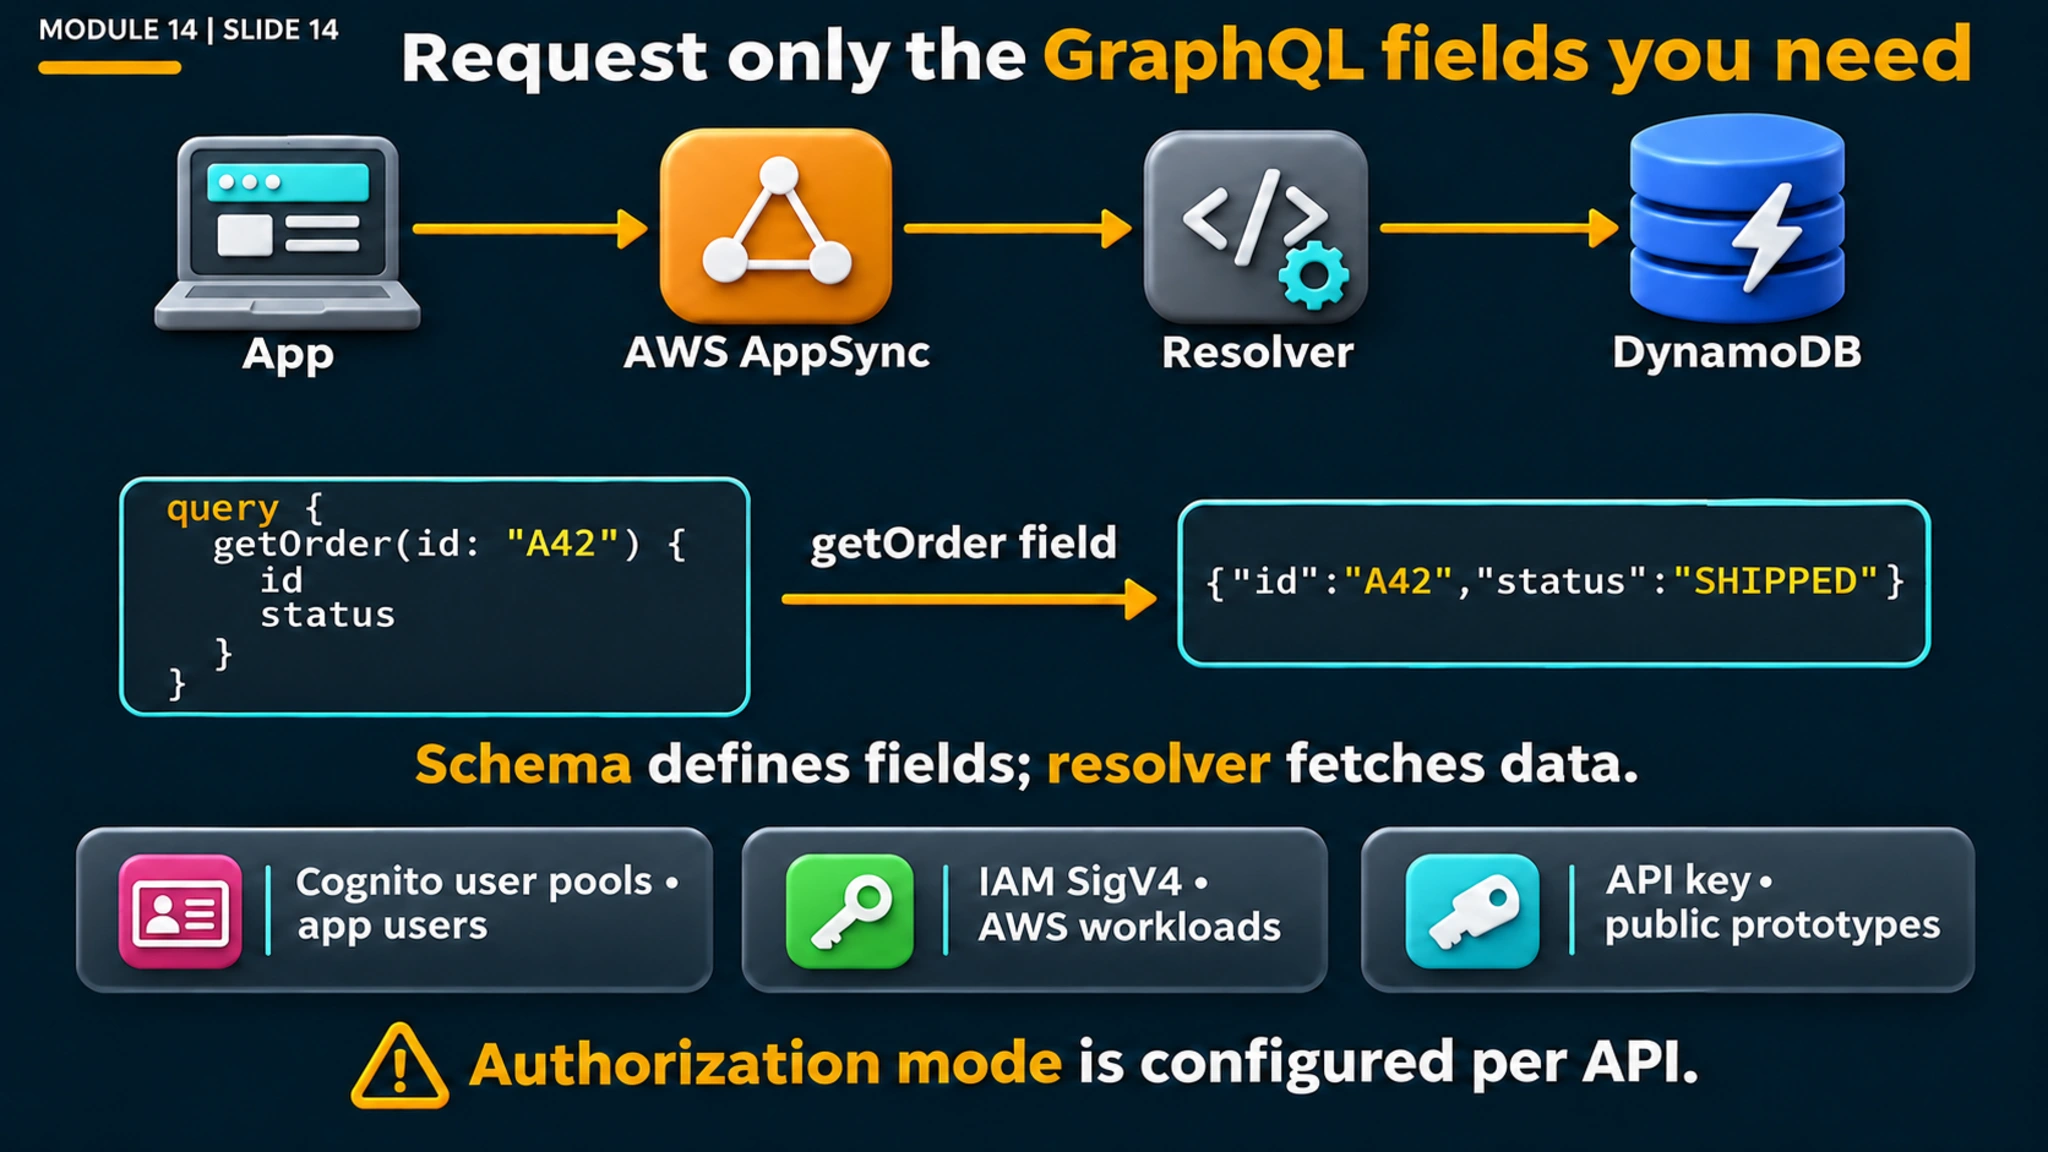 MODULE 14 | SLIDE 14
Request only the GraphQL fields you need
App
AWS AppSync
Resolver
DynamoDB
query {
getOrder(id: "A42") {
id
status
}
}
getOrder field
{"id":"A42","status":"SHIPPED"}
Schema defines fields; resolver fetches data.
Cognito user pools •
app users
IAM SigV4 •
AWS workloads
API key •
public prototypes
Authorization mode is configured per API.